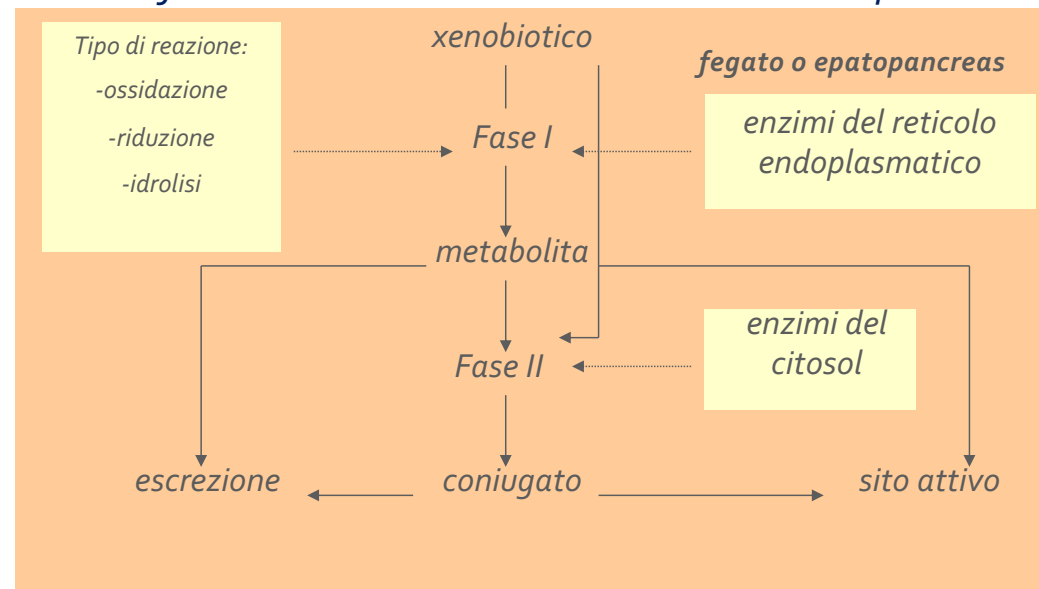 Tipo di reazione:
-ossidazione
-riduzione
-idrolisi
xenobiotico
fegato o epatopancreas
enzimi del reticolo
endoplasmatico
Fase I
metabolita
enzimi del
citosol
Fase II
escrezione
coniugato
sito attivo